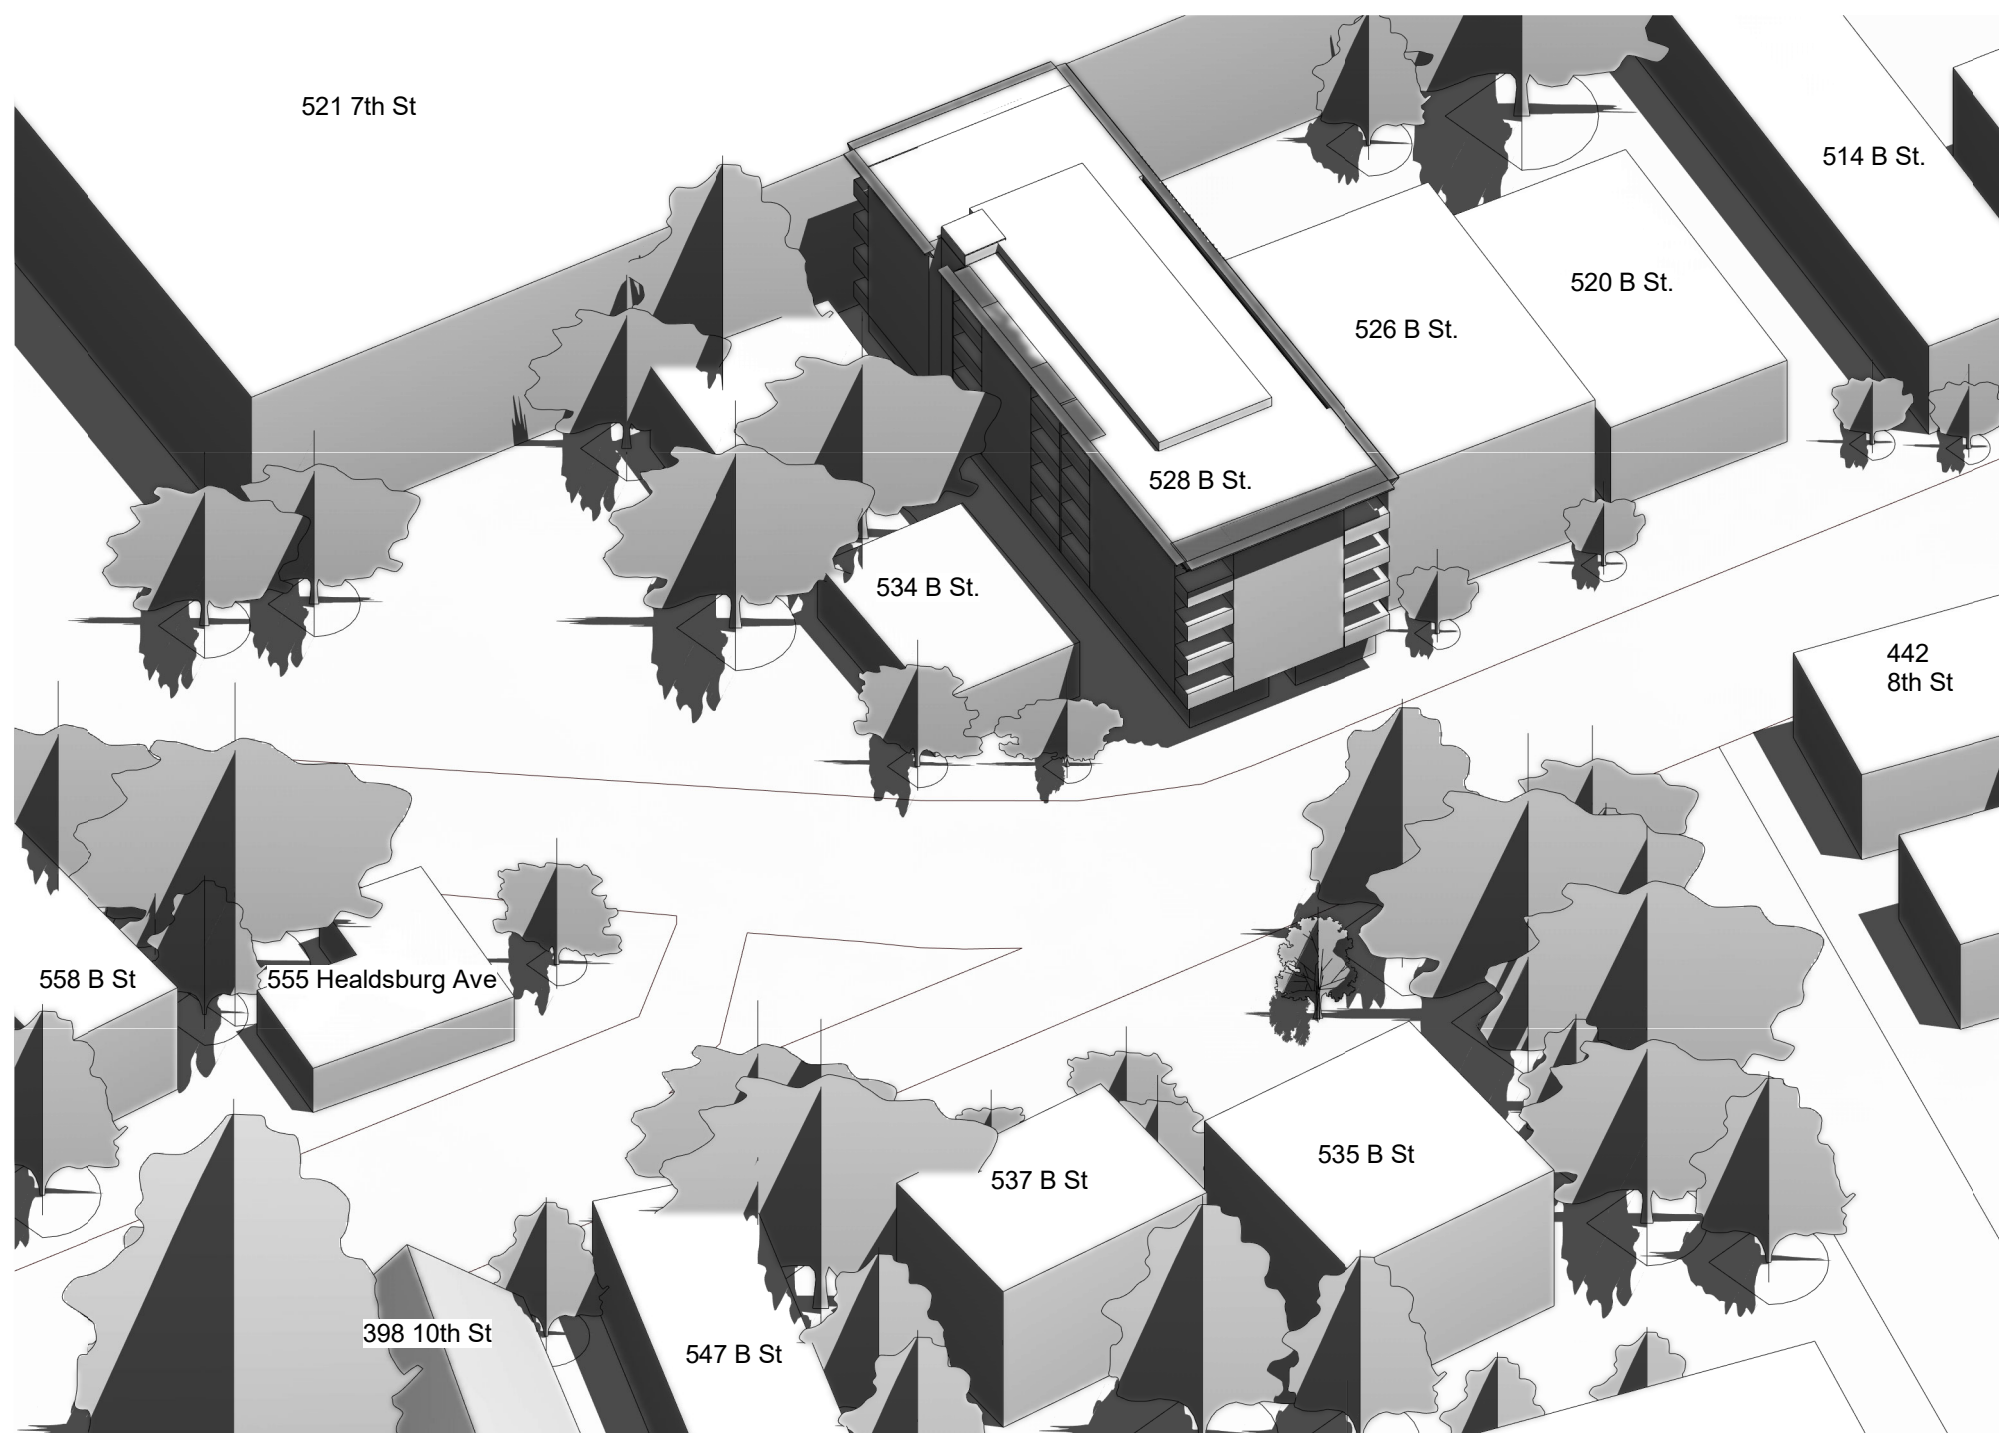 521 7th St
514 B St.
520 B St.
526 B St.
528 B St.
534 B St.
442
8th St
558 B St
555 Healdsburg Ave
535 B St
537 B St
398 10th St
547 B St